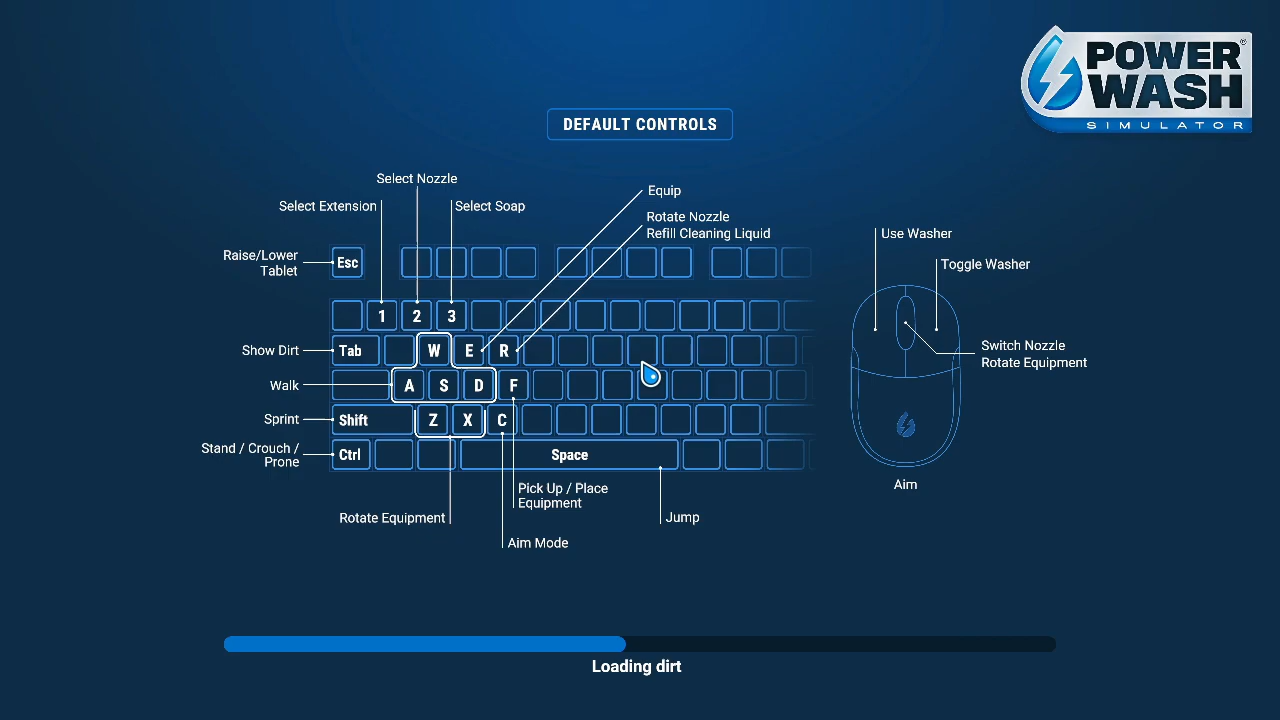 POWER
WASH
SIMULATOR
DEFAULT CONTROLS
Select Nozzle
Select Extension
Select Soap
Equip
Rotate Nozzle
Refill Cleaning Liquid
Use Washer
Toggle Washer
Raise/Lower
Tablet
Esc
1 2 3
Show Dirt
Tab W E R
Switch Nozzle
Rotate Equipment
Walk
A S D F
Sprint
Shift Z X C
Stand / Crouch /
Prone
Ctrl Space
Aim
Pick Up / Place
Equipment
Rotate Equipment
Jump
Aim Mode
Loading dirt